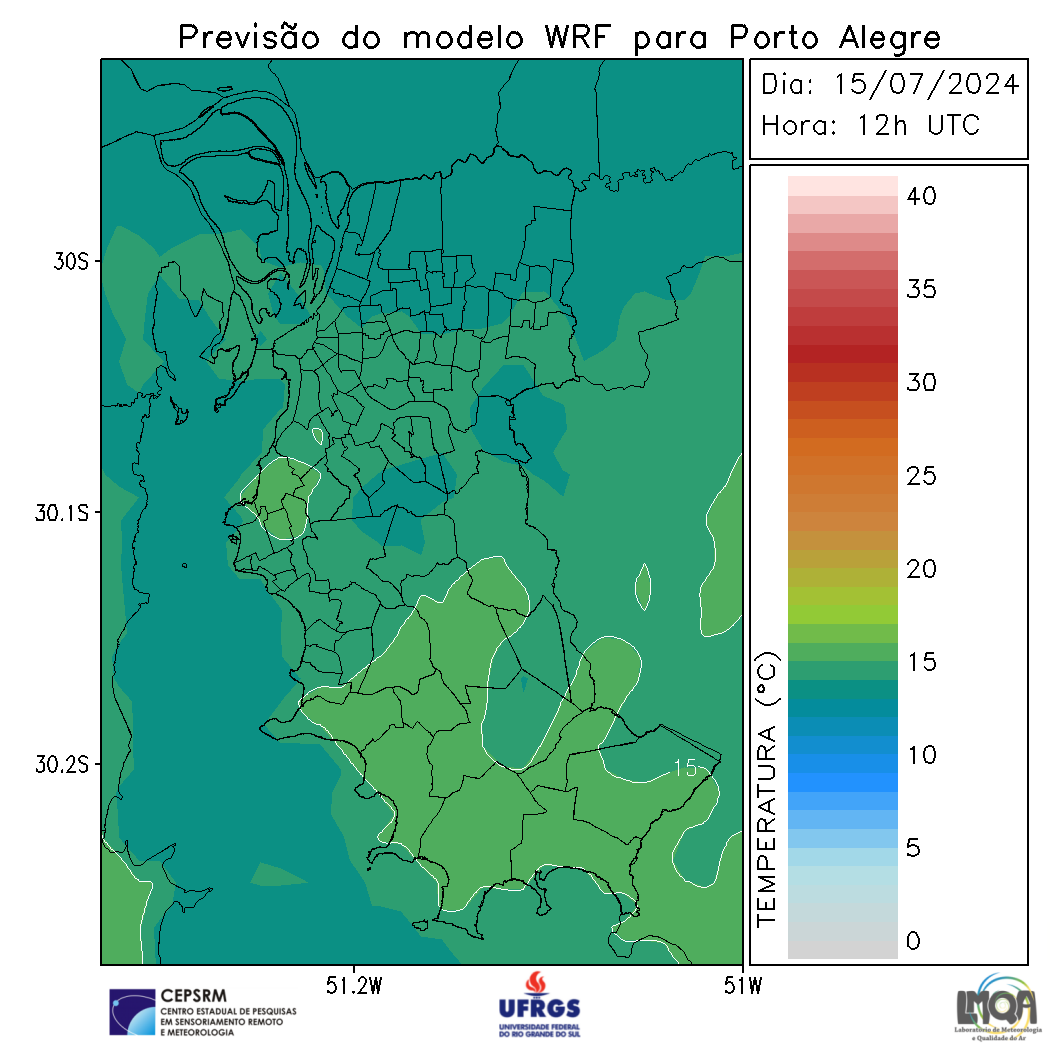 Previsão do modelo WRF para Porto Alegre
Dia: 15/07/2024
Hora: 12h UTC
40
35
30
25
20
15
10
5
0
TEMPERATURA (°C)
30S
30.1S
30.2S
15
51.2W
51W
CEPSRM
CENTRO ESTADUAL DE PESQUISAS
EM SENSORIAMENTO REMOTO
E METEOROLOGIA
UFRGS
UNIVERSIDADE FEDERAL
DO RIO GRANDE DO SUL
LMQA
Laboratório de Meteorologia
e Qualidade do Ar